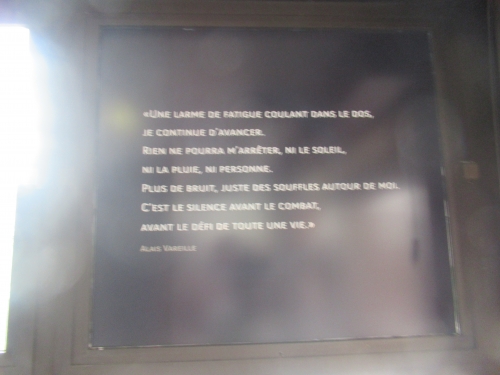 «Une larme de fatigue coulant dans le dos,
je continue d'avancer.
Rien ne pourra m'arrêter, ni le soleil,
ni la pluie, ni personne.
Plus de bruit, juste des souffles autour de moi.
C'est le silence avant le combat,
avant le défi de toute une vie.»
Alais Vareille